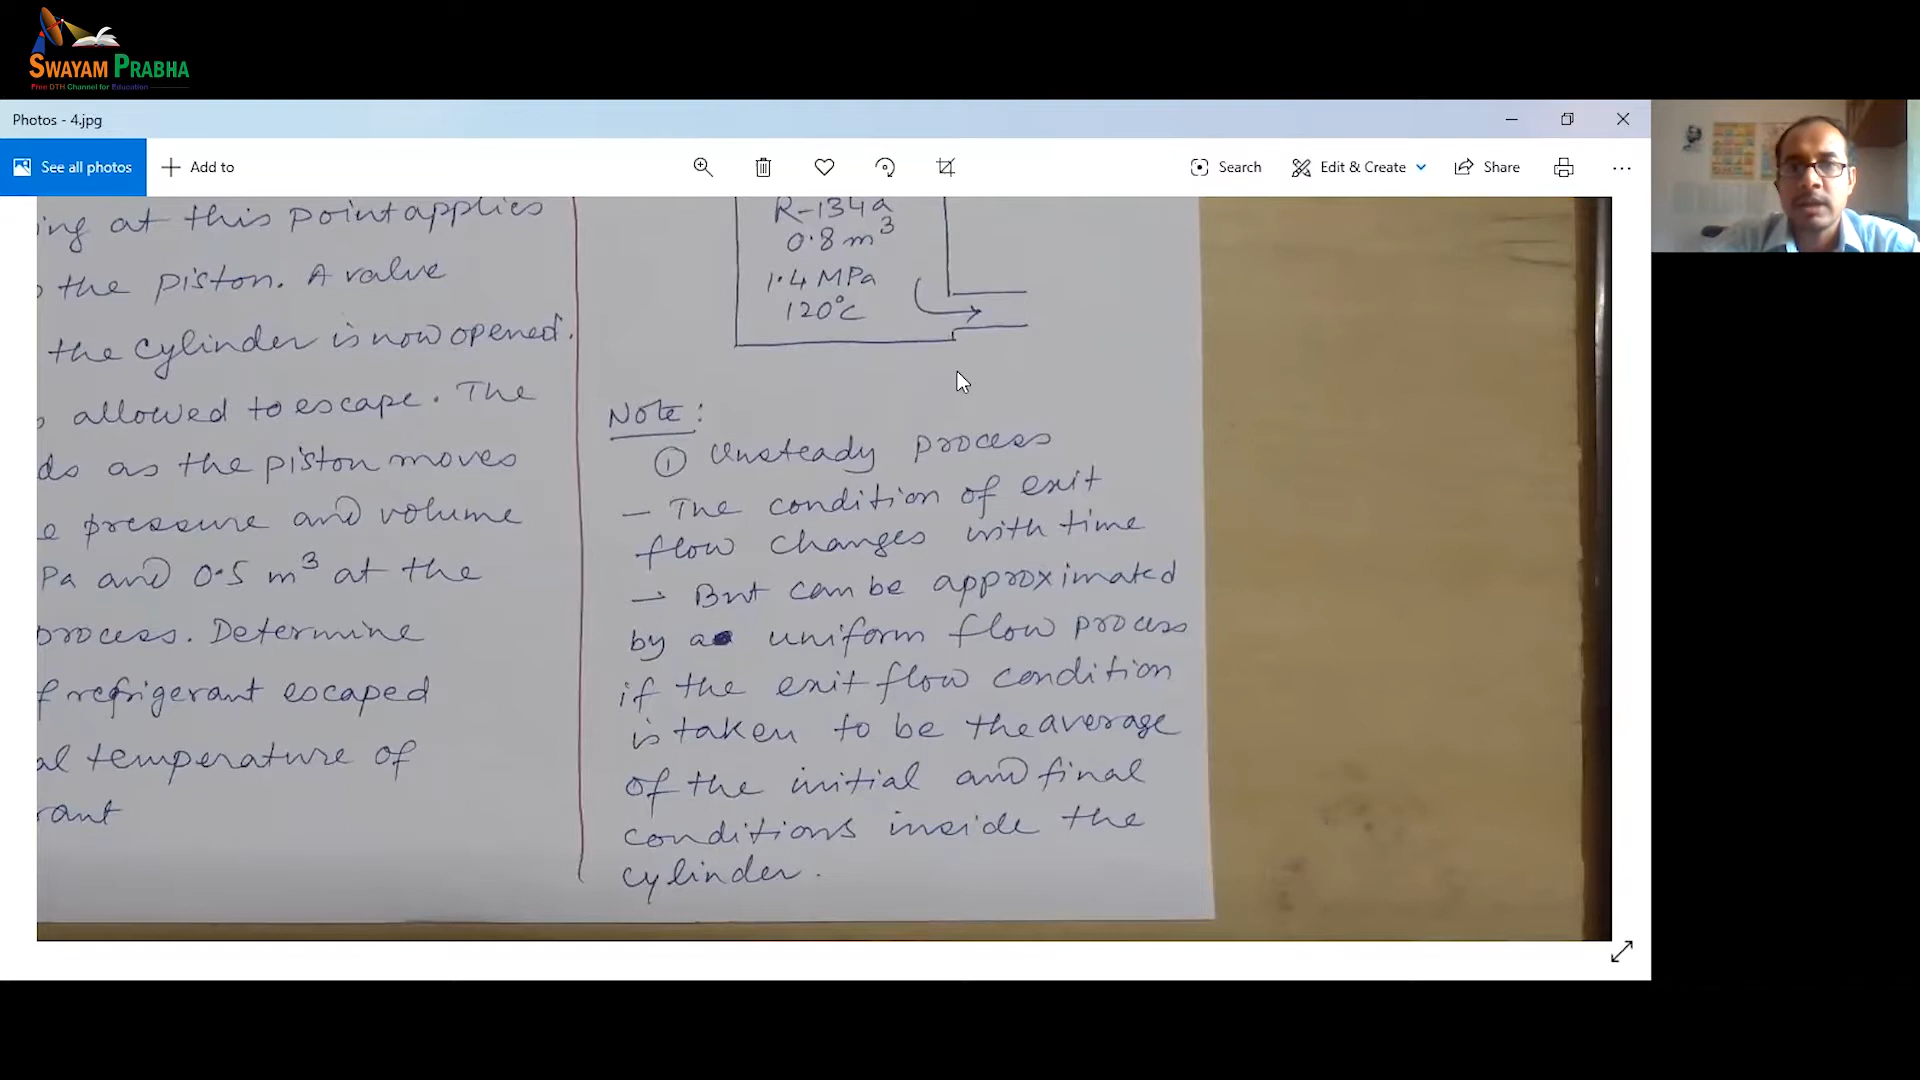 SWAYAM PRABHA
Free DTH Channel for Education
Photos - 4.jpg
See all photos
Add to
Search
Edit & Create
Share
ing at this point applies
the piston. A valve
the cylinder is now opened.
allowed to escape. The
ds as the piston moves
e pressure and volume
Pa and 0.5 m³ at the
process. Determine
f refrigerant escaped
al temperature of
rant
R-134a
0.8 m³
1.4 MPa
120°C
Note:
① Unsteady process
- The condition of exit
flow changes with time
- But can be approximated
by a uniform flow process
if the exit flow condition
is taken to be the average
of the initial and final
conditions inside the
cylinder.